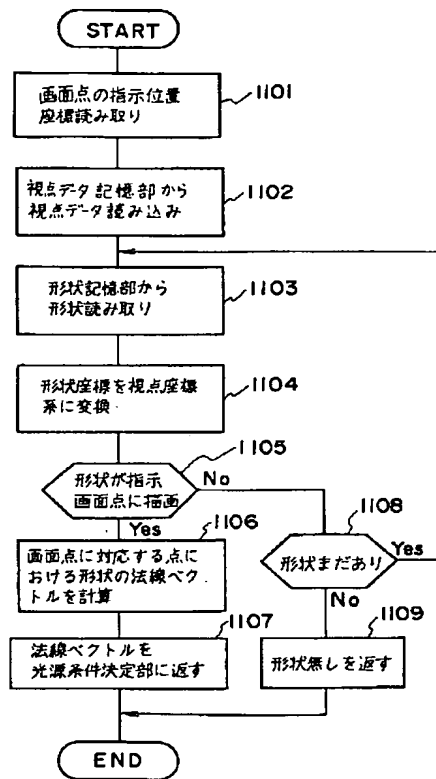 START
画面点の指示位置
座標読み取り
1101
視点データ記憶部から
視点データ読み込み
1102
形状記憶部から
形状読み取り
1103
形状座標を視点座標
系に変換
1104
1105
形状が指示
画面点に描画
No
Yes
1106
画面点に対応する点に
おける形状の法線ベク
トルを計算
1107
法線ベクトルを
光源条件決定部に返す
1108
形状まだあり
Yes
No
1109
形状無しを返す
END